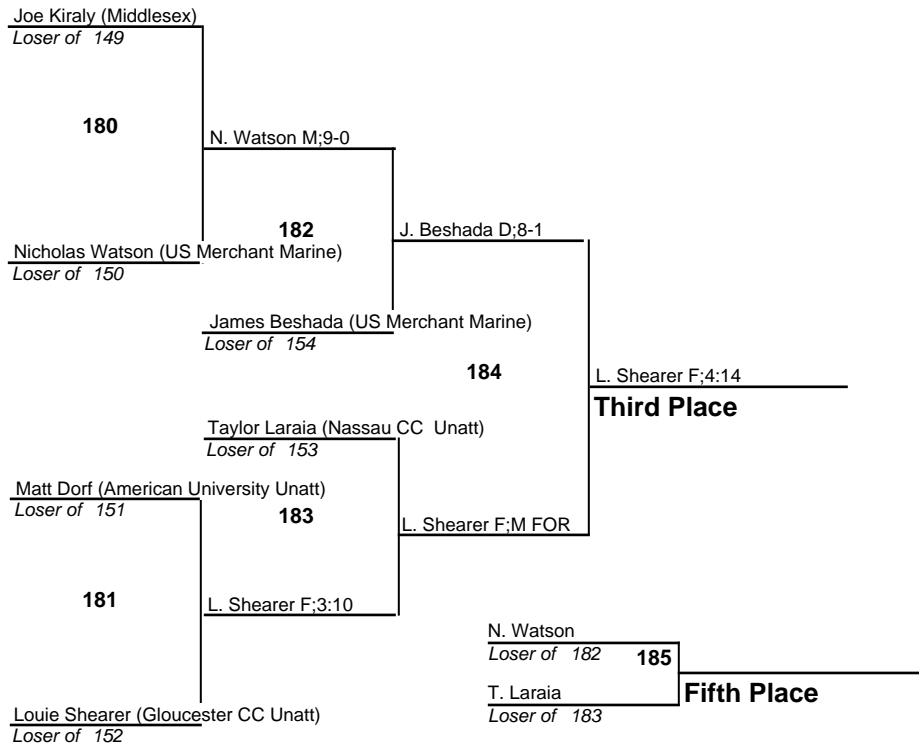 Joe Kiraly (Middlesex)
Loser of 149
180
N. Watson M;9-0
182
J. Beshada D;8-1
Nicholas Watson (US Merchant Marine)
Loser of 150
James Beshada (US Merchant Marine)
Loser of 154
184
L. Shearer F;4:14
Third Place
Taylor Laraia (Nassau CC Unatt)
Loser of 153
Matt Dorf (American University Unatt)
Loser of 151
183
L. Shearer F;M FOR
181
L. Shearer F;3:10
N. Watson
Loser of 182
185
T. Laraia
Loser of 183
Fifth Place
Louie Shearer (Gloucester CC Unatt)
Loser of 152